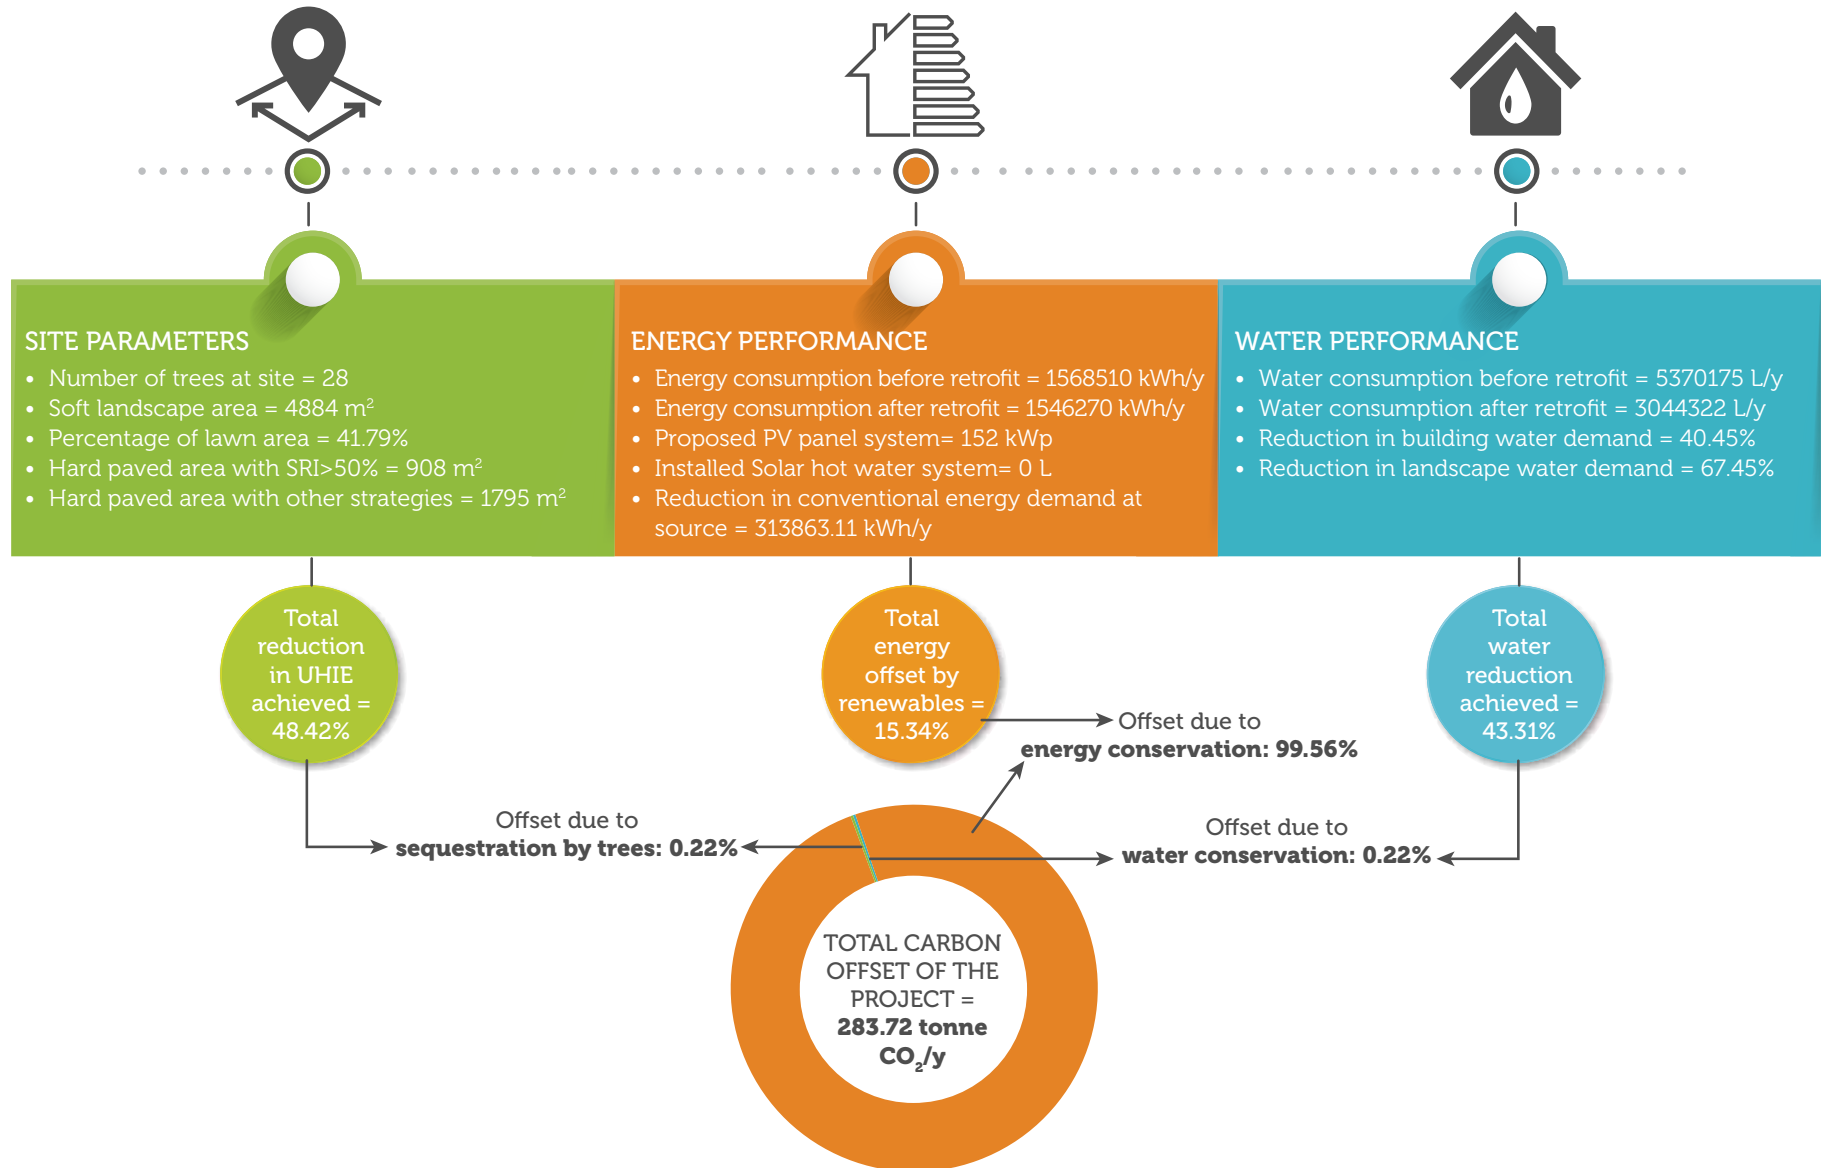 SITE PARAMETERS
• Number of trees at site = 28
• Soft landscape area = 4884 m²
• Percentage of lawn area = 41.79%
• Hard paved area with SRI>50% = 908 m²
• Hard paved area with other strategies = 1795 m²
ENERGY PERFORMANCE
• Energy consumption before retrofit = 1568510 kWh/y
• Energy consumption after retrofit = 1546270 kWh/y
• Proposed PV panel system= 152 kWp
• Installed Solar hot water system= 0 L
• Reduction in conventional energy demand at
source = 313863.11 kWh/y
WATER PERFORMANCE
• Water consumption before retrofit = 5370175 L/y
• Water consumption after retrofit = 3044322 L/y
• Reduction in building water demand = 40.45%
• Reduction in landscape water demand = 67.45%
Total
reduction
in UHIE
achieved =
48.42%
Total
energy
offset by
renewables =
15.34%
Total
water
reduction
achieved =
43.31%
Offset due to
energy conservation: 99.56%
Offset due to
sequestration by trees: 0.22%
Offset due to
water conservation: 0.22%
TOTAL CARBON
OFFSET OF THE
PROJECT =
283.72 tonne
CO₂/y